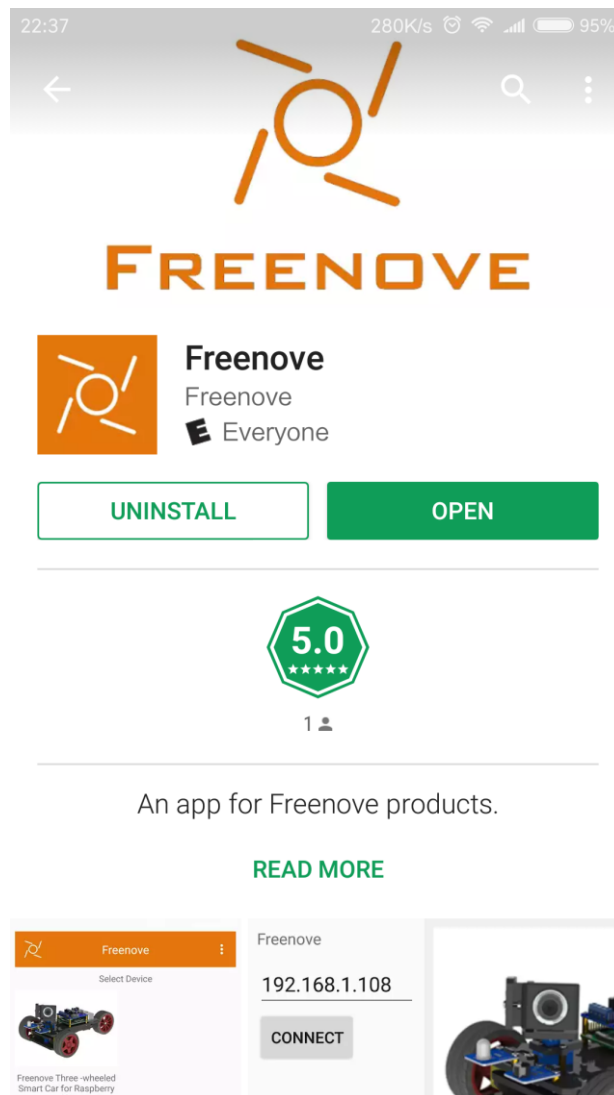 22:37 280K/s 95%
FREENOVE
Freenove
Freenove
E Everyone
UNINSTALL OPEN
5.0
1
An app for Freenove products.
READ MORE
Freenove
Select Device
Freenove Three -wheeled
Smart Car for Raspberry
Freenove
192.168.1.108
CONNECT